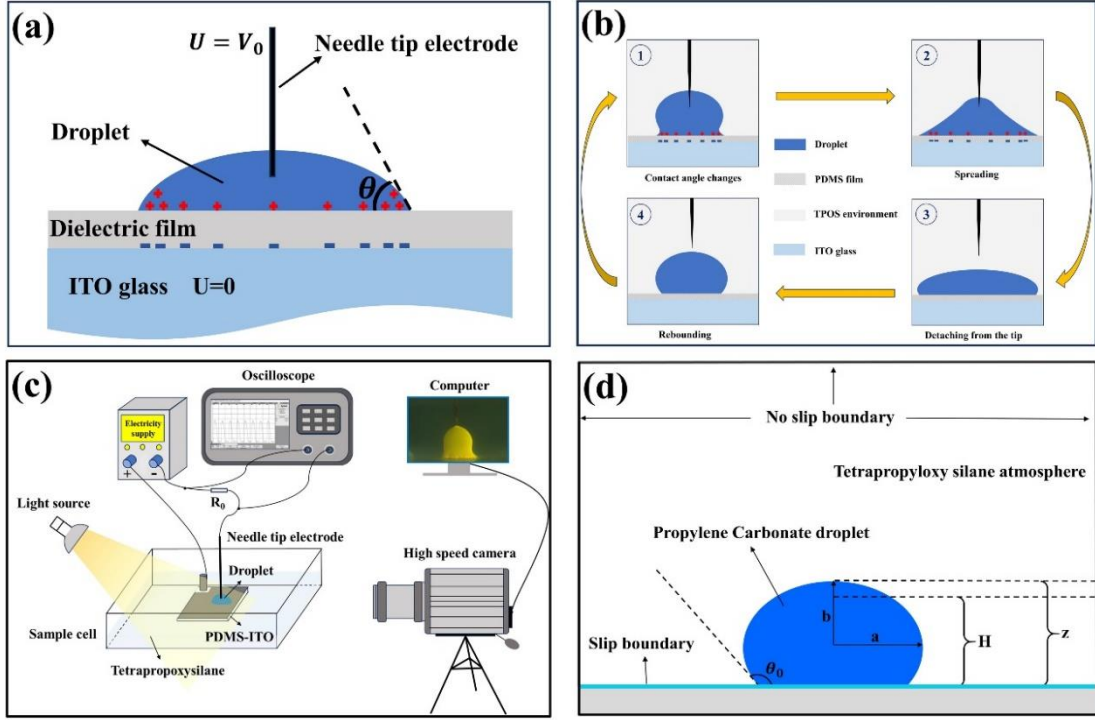 (a)
U = V₀
Needle tip electrode
Droplet
θ
Dielectric film
ITO glass U=0
(b)
1
2
Contact angle changes
Spreading
Droplet
PDMS film
TPOS environment
ITO glass
4
3
Rebounding
Detaching from the tip
(c)
Oscilloscope
Computer
Electricity
supply
+
-
R₀
Light source
Needle tip electrode
Droplet
High speed camera
Sample cell
PDMS-ITO
Tetrapropoxysilane
(d)
No slip boundary
Tetrapropyloxy silane atmosphere
Propylene Carbonate droplet
b
a
H
z
Slip boundary
θ₀